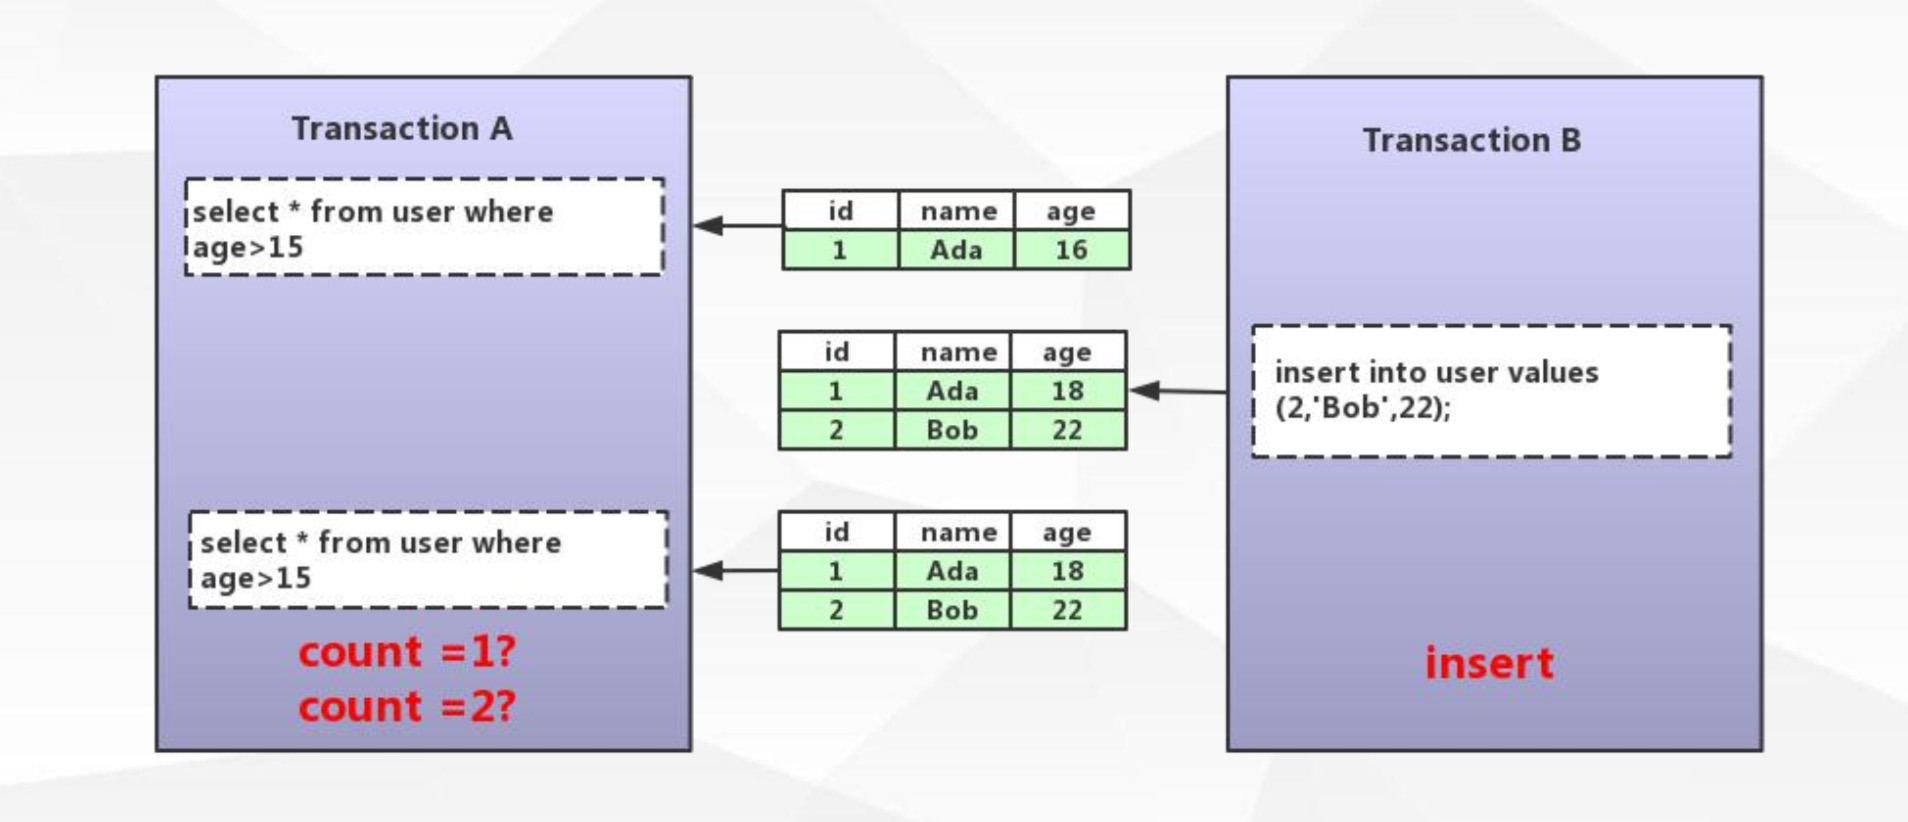 Transaction A
select * from user where
age>15
id name age
1 Ada 16
Transaction B
id name age
1 Ada 18
2 Bob 22
insert into user values
(2,'Bob',22);
select * from user where
age>15
id name age
1 Ada 18
2 Bob 22
count =1?
count =2?
insert